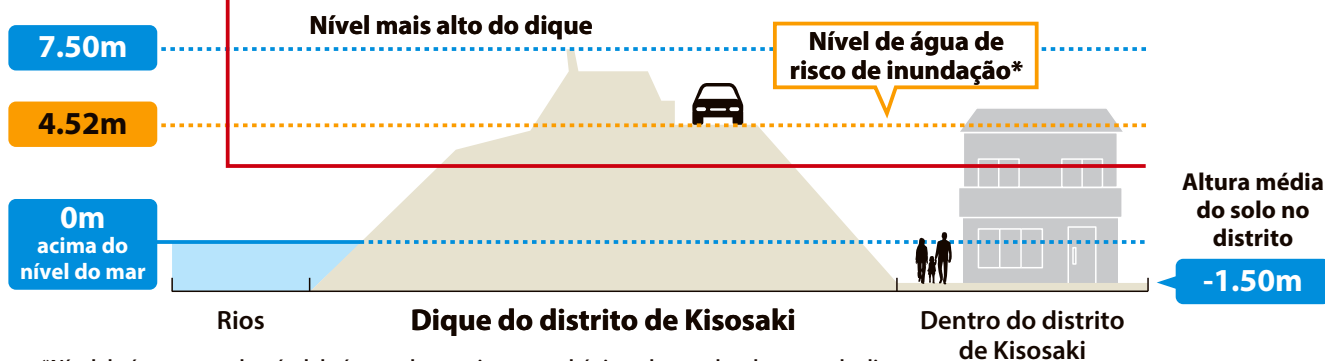 Nível mais alto do dique
7.50m
Nível de água de
risco de inundação*
4.52m
0m
acima do
nível do mar
Altura média
do solo no
distrito
-1.50m
Rios
Dique do distrito de Kisosaki
Dentro do distrito
de Kisosaki